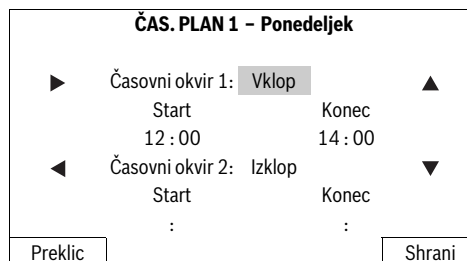 ČAS. PLAN 1 – Ponedeljek
Časovni okvir 1: Vklop
Start Konec
12 : 00 14 : 00
Časovni okvir 2: Izklop
Start Konec
: :
Preklic Shrani